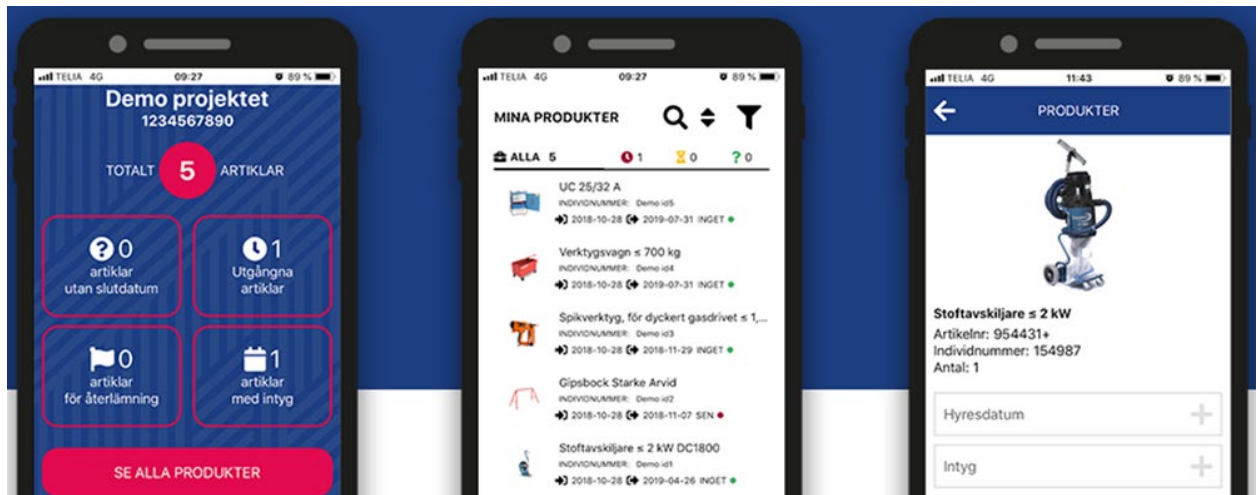 TELIA 4G 09:27 89 %
Demo projektet
1234567890
TOTALT 5 ARTIKLAR
0
artiklar
utan slutdatum
1
Utgångna
artiklar
0
artiklar
för återlämning
1
artiklar
med intyg
SE ALLA PRODUKTER
TELIA 4G 09:27 89 %
MINA PRODUKTER
ALLA 5 1 0 ? 0
UC 25/32 A
INDIVIDNUMMER: Demo id5
2018-10-28 2019-07-31 INGET
Verktygsvagn ≤ 700 kg
INDIVIDNUMMER: Demo id4
2018-10-28 2019-07-31 INGET
Spikverktyg, för dyckert gasdrivet ≤ 1,...
INDIVIDNUMMER: Demo id3
2018-10-28 2018-11-29 INGET
Gipsbock Starke Arvid
INDIVIDNUMMER: Demo id2
2018-10-28 2018-11-07 SEN
Stoftavskiljare ≤ 2 kW DC1800
INDIVIDNUMMER: Demo id1
2018-10-28 2019-04-26 INGET
TELIA 4G 11:43 89 %
PRODUKTER
Stoftavskiljare ≤ 2 kW
Artikelnr: 954431+
Individnummer: 154987
Antal: 1
Hyresdatum
Intyg